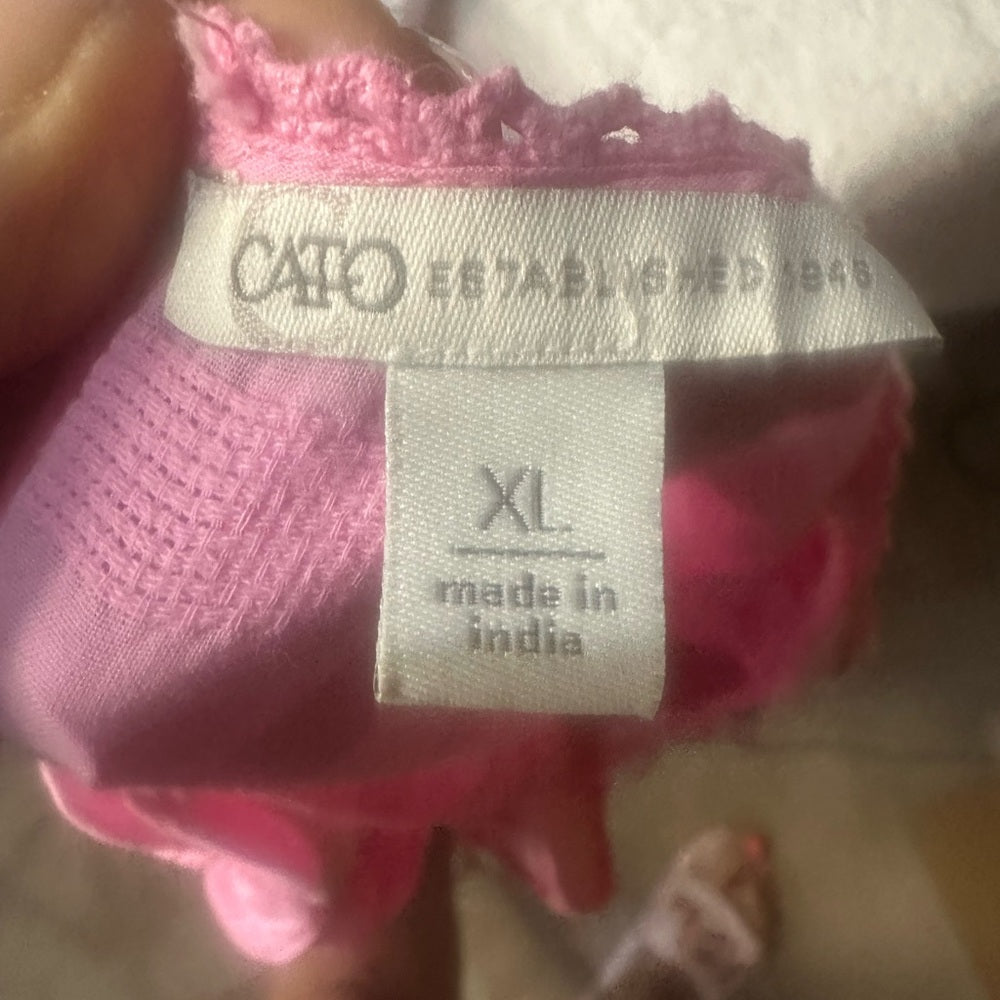 CATO ESTABLISHED 1946
XL
made in
india